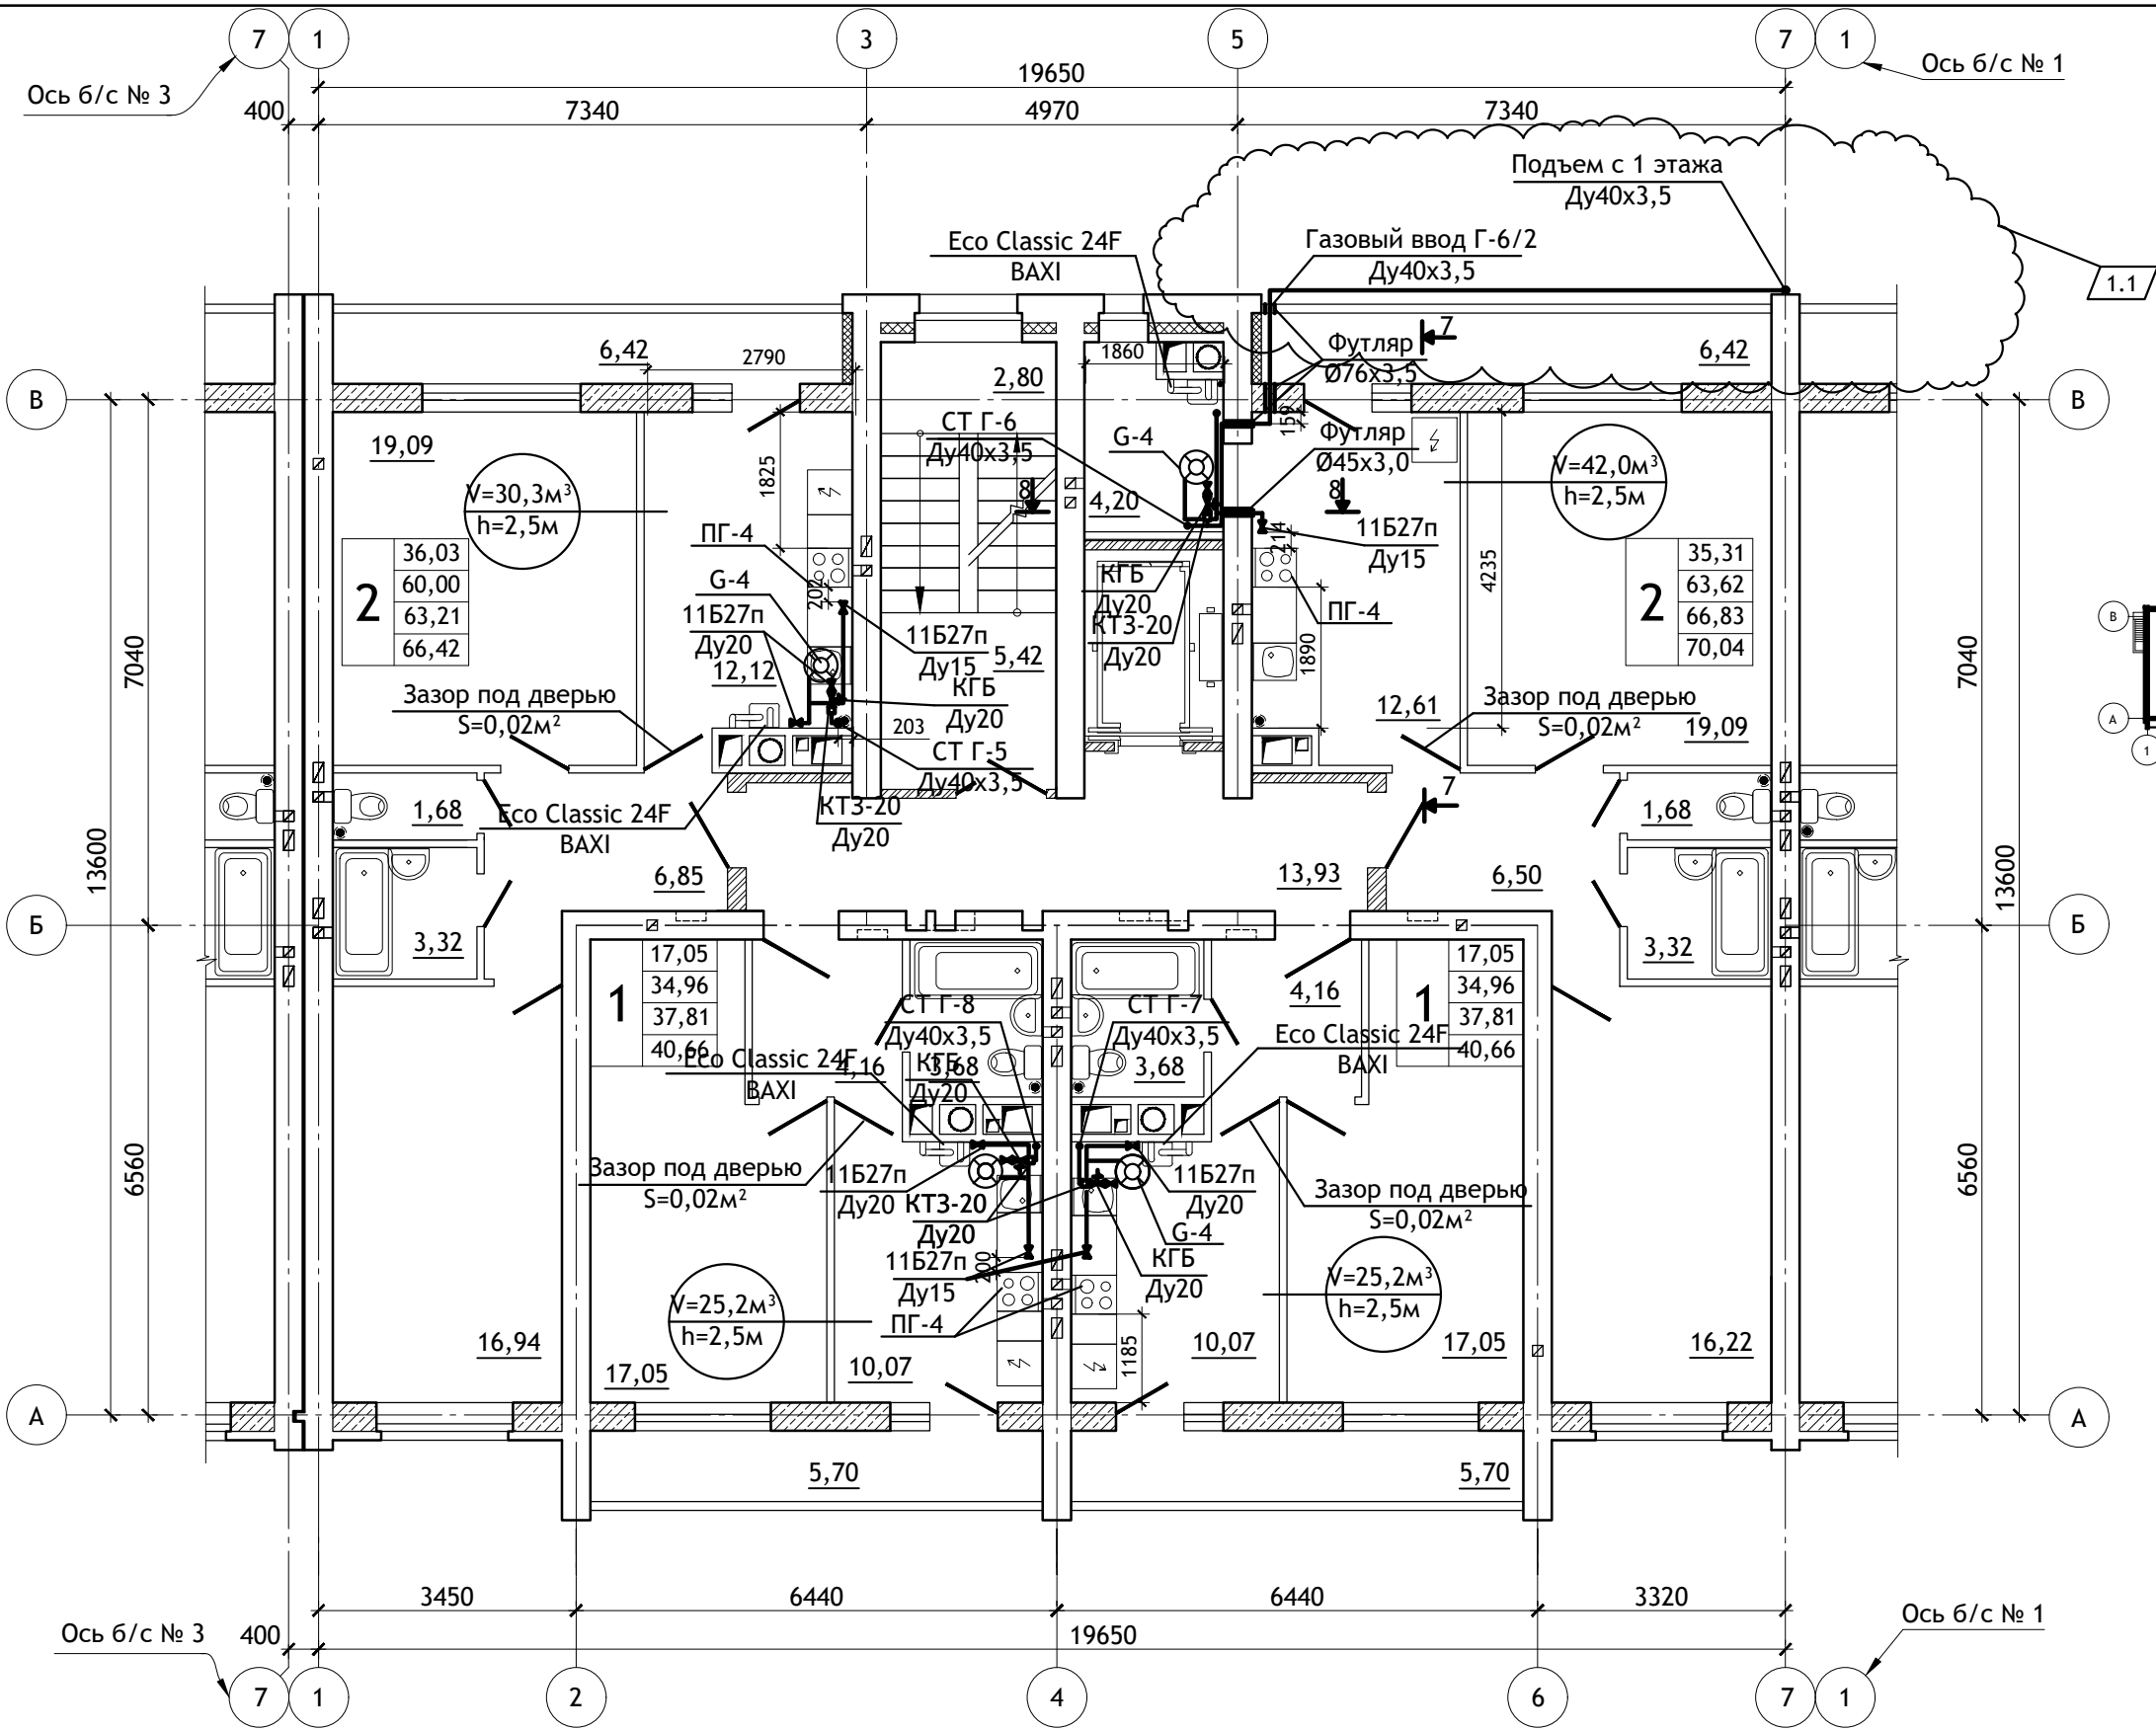 7
1
3
5
7
1
Ось б/с № 3
Ось б/с № 1
19650
400
7340
4970
7340
Подъем с 1 этажа
Ду40х3,5
Eco Classic 24F
BAXI
Газовый ввод Г-6/2
Ду40х3,5
1.1
6,42
2790
2,80
1860
Футляр
Ø76х3,5
7
6,42
В
В
19,09
1825
СТ Г-6
Ду40х3,5
G-4
159
Футляр
Ø45х3,0
V=30,3м³
h=2,5м
8
4,20
8
V=42,0м³
h=2,5м
ПГ-4
214
11Б27п
Ду15
4235
2
36,03
60,00
63,21
66,42
G-4
202
КГБ
Ду20
ПГ-4
2
35,31
63,62
66,83
70,04
11Б27п
Ду20
11Б27п
Ду15
5,42
КТЗ-20
Ду20
1890
В
7040
7040
12,12
КГБ
Ду20
Зазор под дверью
S=0,02м²
203
12,61
Зазор под дверью
S=0,02м²
19,09
А
1
СТ Г-5
Ду40х3,5
7
Eco Classic 24F
BAXI
КТЗ-20
Ду20
1,68
1,68
13600
13600
6,85
13,93
6,50
Б
Б
3,32
3,32
1
17,05
34,96
37,81
40,66
1
17,05
34,96
37,81
40,66
СТ Г-8
Ду40х3,5
СТ Г-7
Ду40х3,5
4,16
Eco Classic 24F
BAXI
4,16
КГБ
Ду20
3,68
3,68
Eco Classic 24F
BAXI
6560
6560
Зазор под дверью
S=0,02м²
11Б27п
Ду20
КТЗ-20
Ду20
11Б27п
Ду20
G-4
Зазор под дверью
S=0,02м²
11Б27п
Ду15
200
КГБ
Ду20
V=25,2м³
h=2,5м
V=25,2м³
h=2,5м
ПГ-4
1185
16,94
17,05
10,07
10,07
17,05
16,22
А
А
5,70
5,70
3450
6440
6440
3320
Ось б/с № 3
400
19650
Ось б/с № 1
7
1
2
4
6
7
1